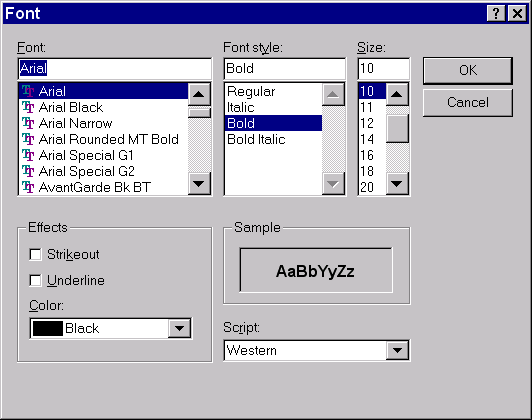 Font
Font:
Arial
Arial
Arial Black
Arial Narrow
Arial Rounded MT Bold
Arial Special G1
Arial Special G2
AvantGarde Bk BT
Font style:
Bold
Regular
Italic
Bold
Bold Italic
Size:
10
10
11
12
14
16
18
20
OK
Cancel
Effects
Strikeout
Underline
Color:
Black
Sample
AaBbYyZz
Script:
Western